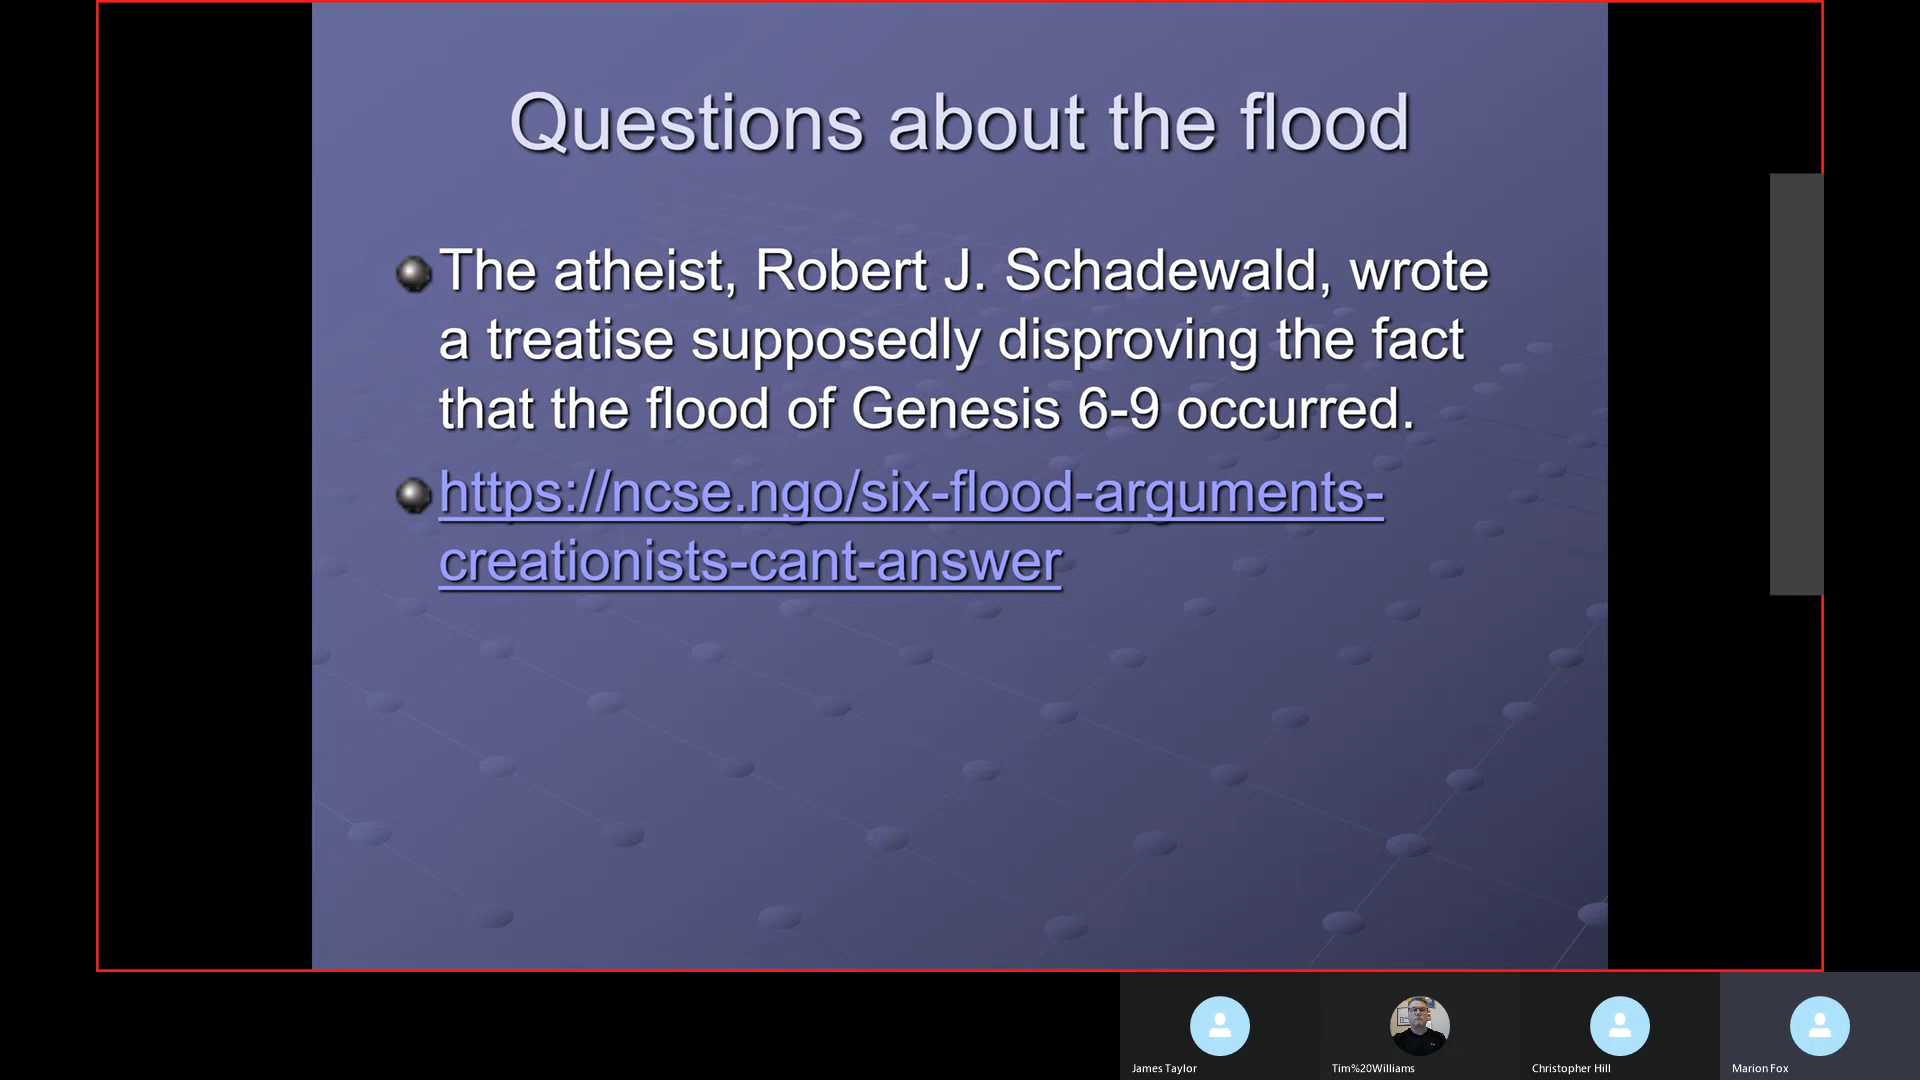 Questions about the flood
The atheist, Robert J. Schadewald, wrote
a treatise supposedly disproving the fact
that the flood of Genesis 6-9 occurred.
https://ncse.ngo/six-flood-arguments-
creationists-cant-answer
James Taylor
Tim%20Williams
Christopher Hill
Marion Fox